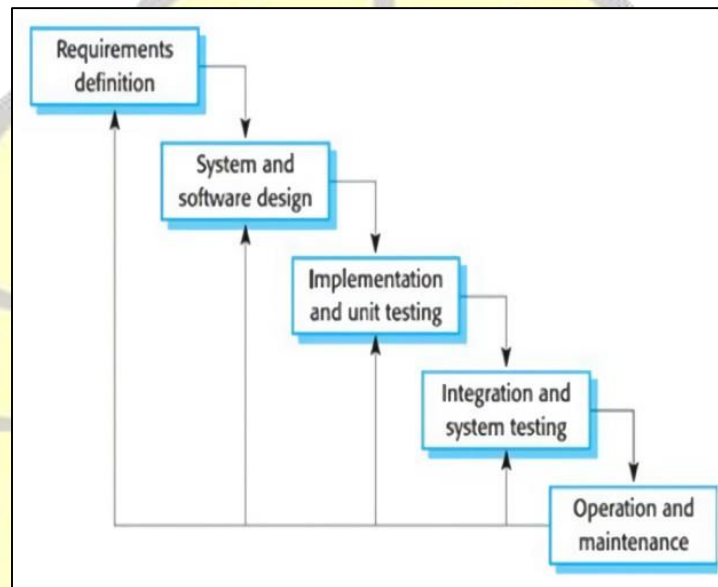 Requirements
definition
System and
software design
Implementation
and unit testing
Integration and
system testing
Operation and
maintenance